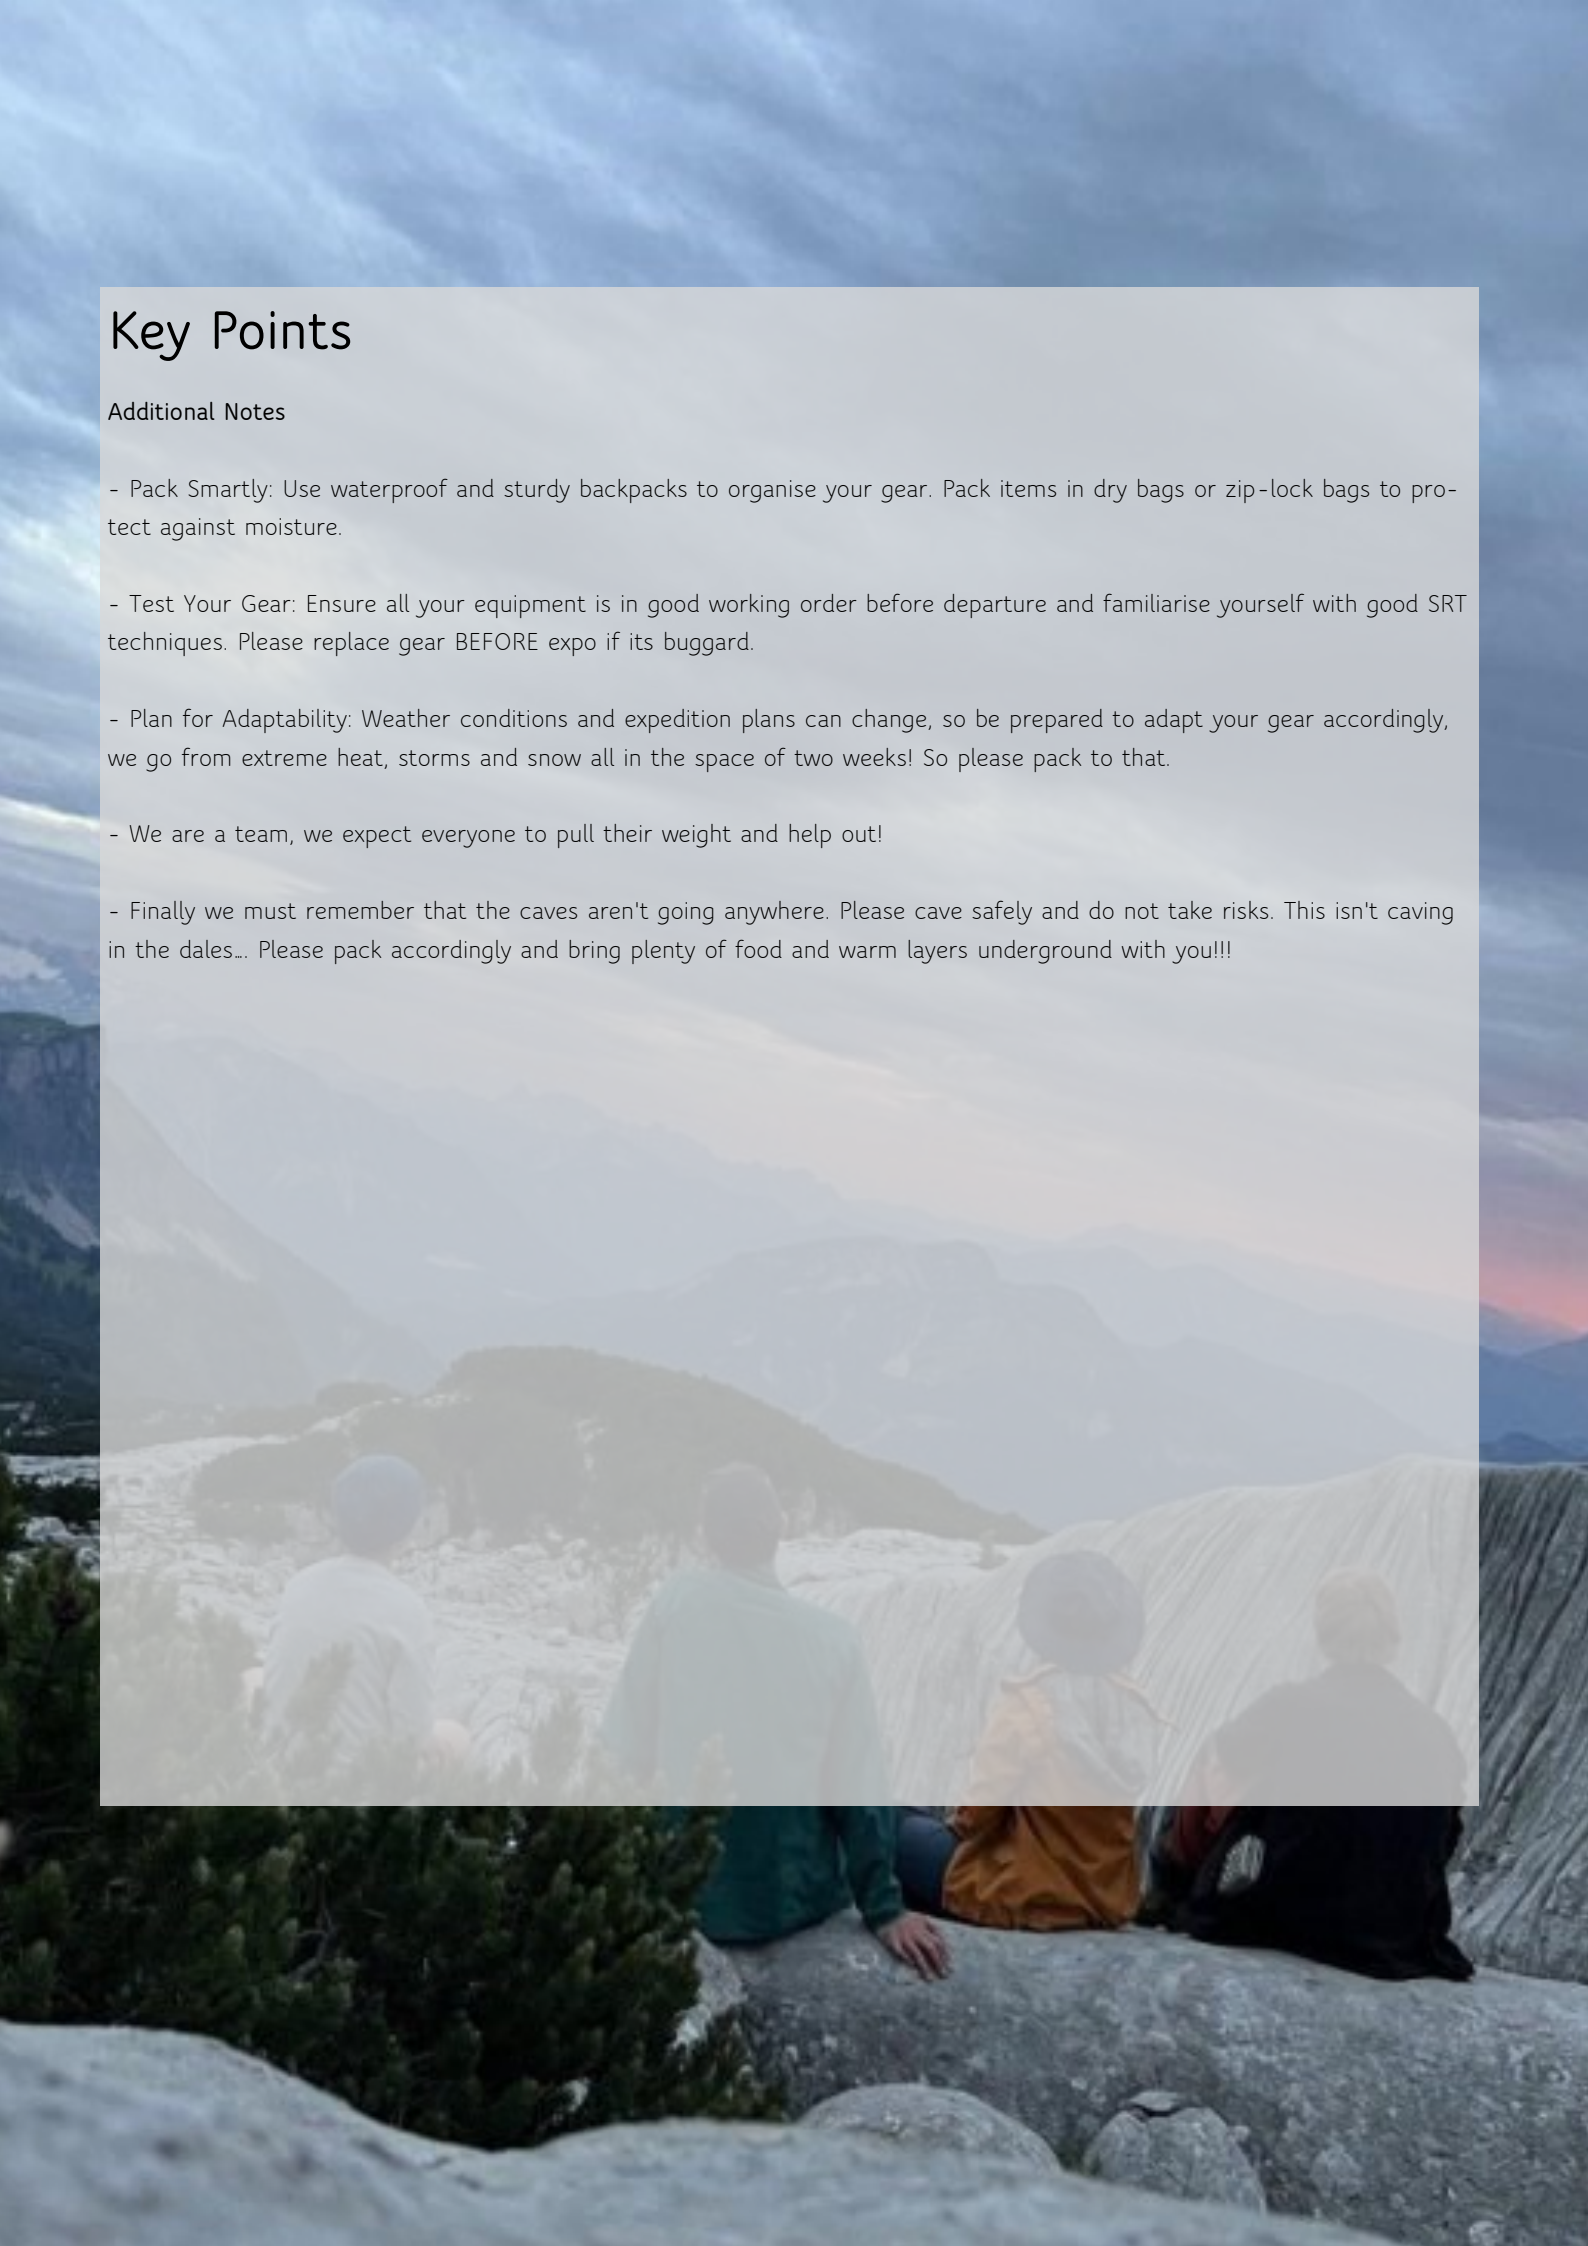 Key Points
Additional Notes
- Pack Smartly: Use waterproof and sturdy backpacks to organise your gear. Pack items in dry bags or zip-lock bags to pro-
tect against moisture.
- Test Your Gear: Ensure all your equipment is in good working order before departure and familiarise yourself with good SRT
techniques. Please replace gear BEFORE expo if its buggard.
- Plan for Adaptability: Weather conditions and expedition plans can change, so be prepared to adapt your gear accordingly,
we go from extreme heat, storms and snow all in the space of two weeks! So please pack to that.
- We are a team, we expect everyone to pull their weight and help out!
- Finally we must remember that the caves aren't going anywhere. Please cave safely and do not take risks. This isn't caving
in the dales…. Please pack accordingly and bring plenty of food and warm layers underground with you!!!